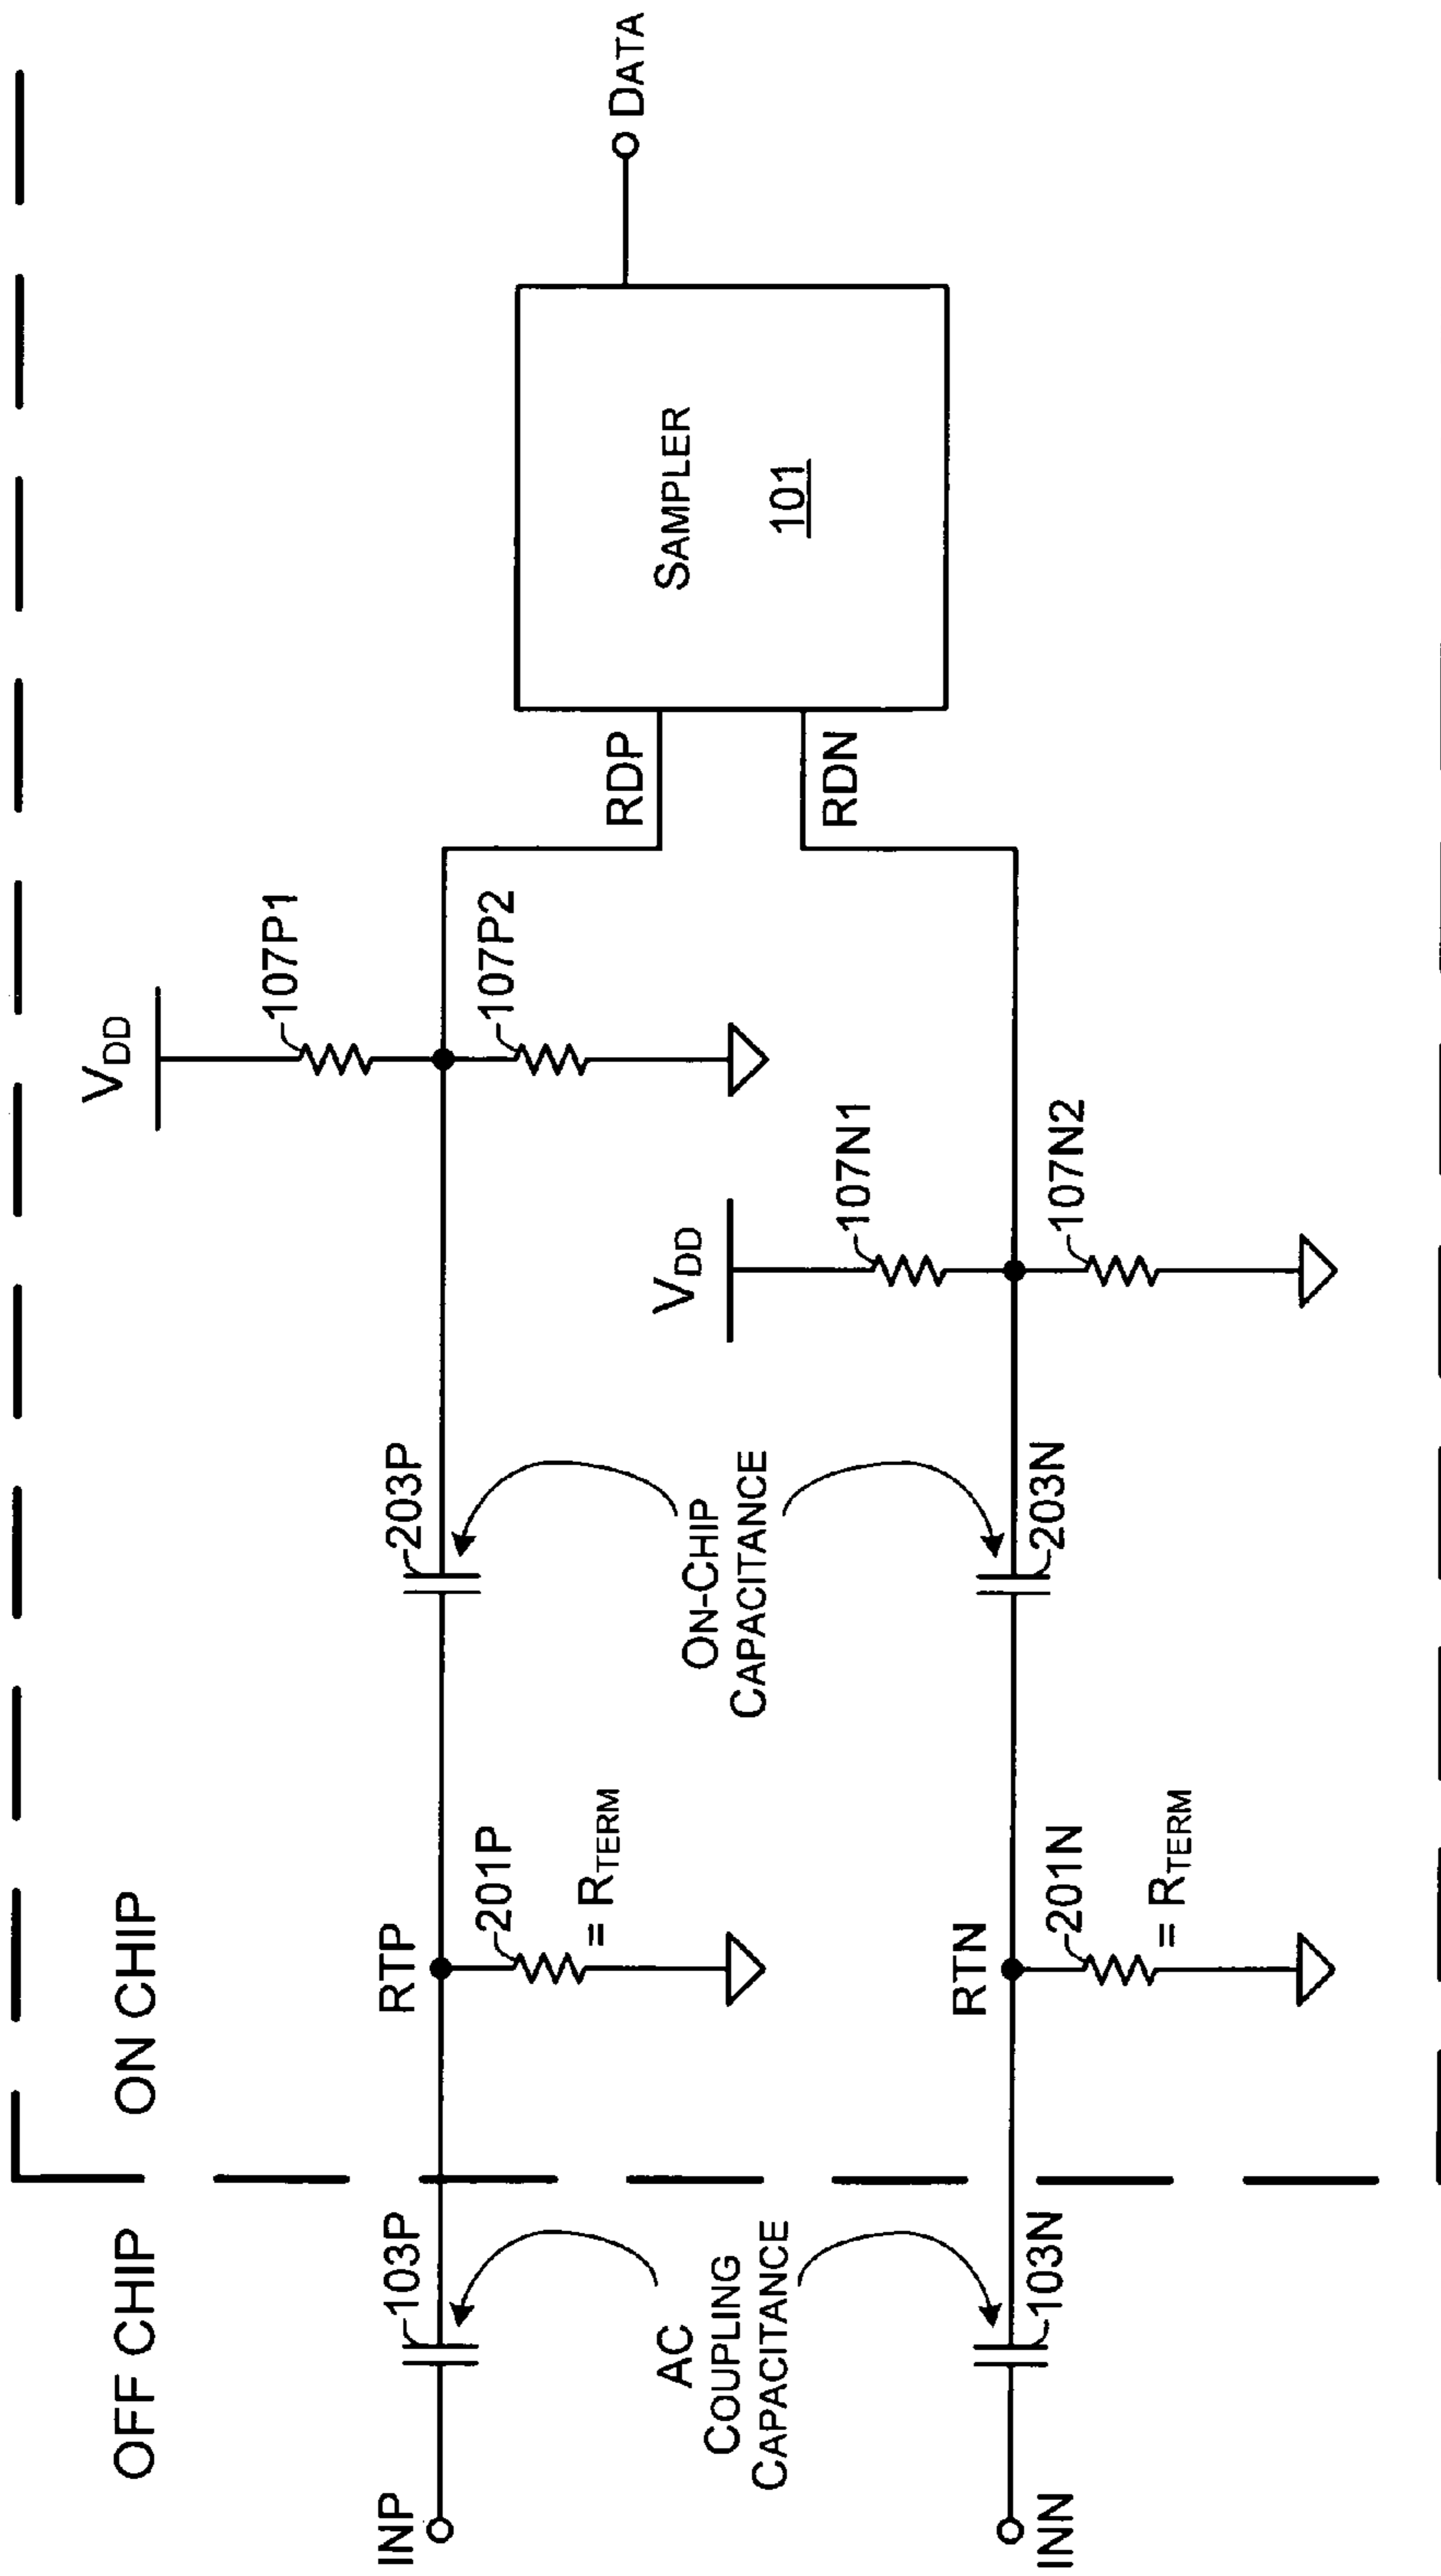 OFF CHIP
ON CHIP
INP
103P
RTP
201P
= RTERM
203P
VDD
107P1
107P2
RDP
AC
COUPLING
CAPACITANCE
ON-CHIP
CAPACITANCE
SAMPLER
101
DATA
VDD
107N1
107N2
RDN
INN
103N
RTN
201N
= RTERM
203N